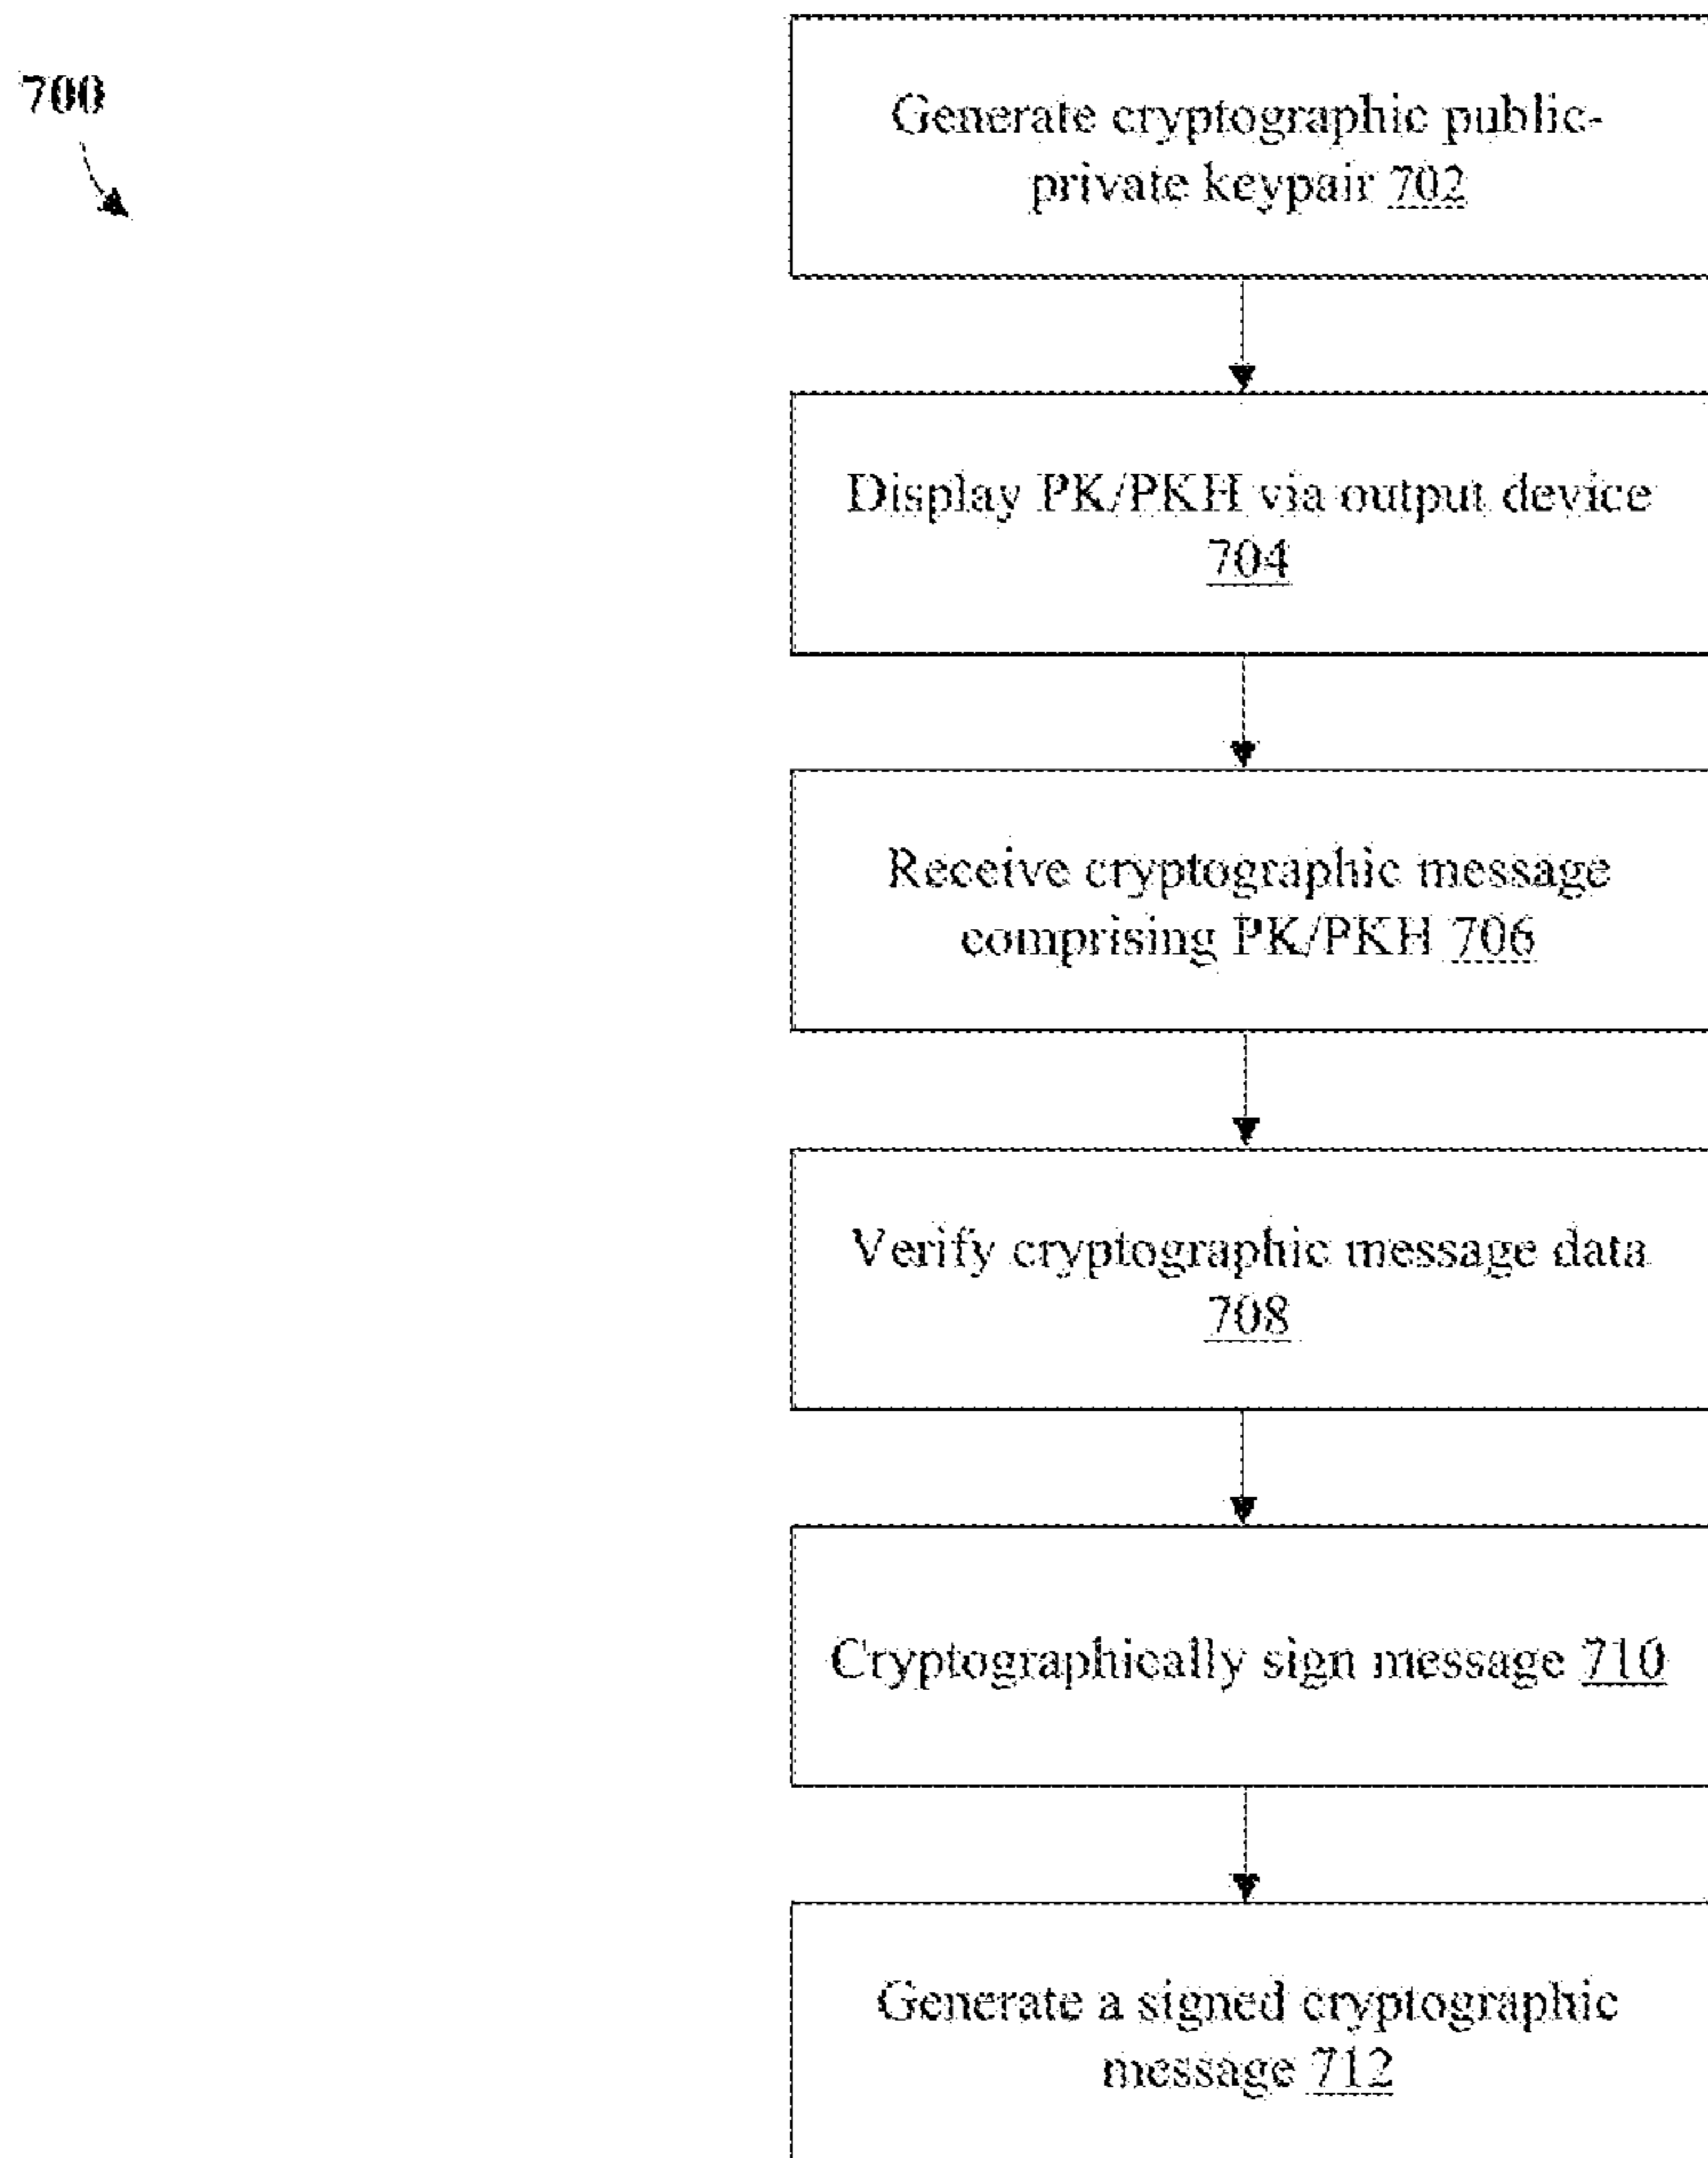 700
Generate cryptographic public-
private keypair 702
Display PK/PKH via output device
704
Receive cryptographic message
comprising PK/PKH 706
Verify cryptographic message data
708
Cryptographically sign message 710
Generate a signed cryptographic
message 712